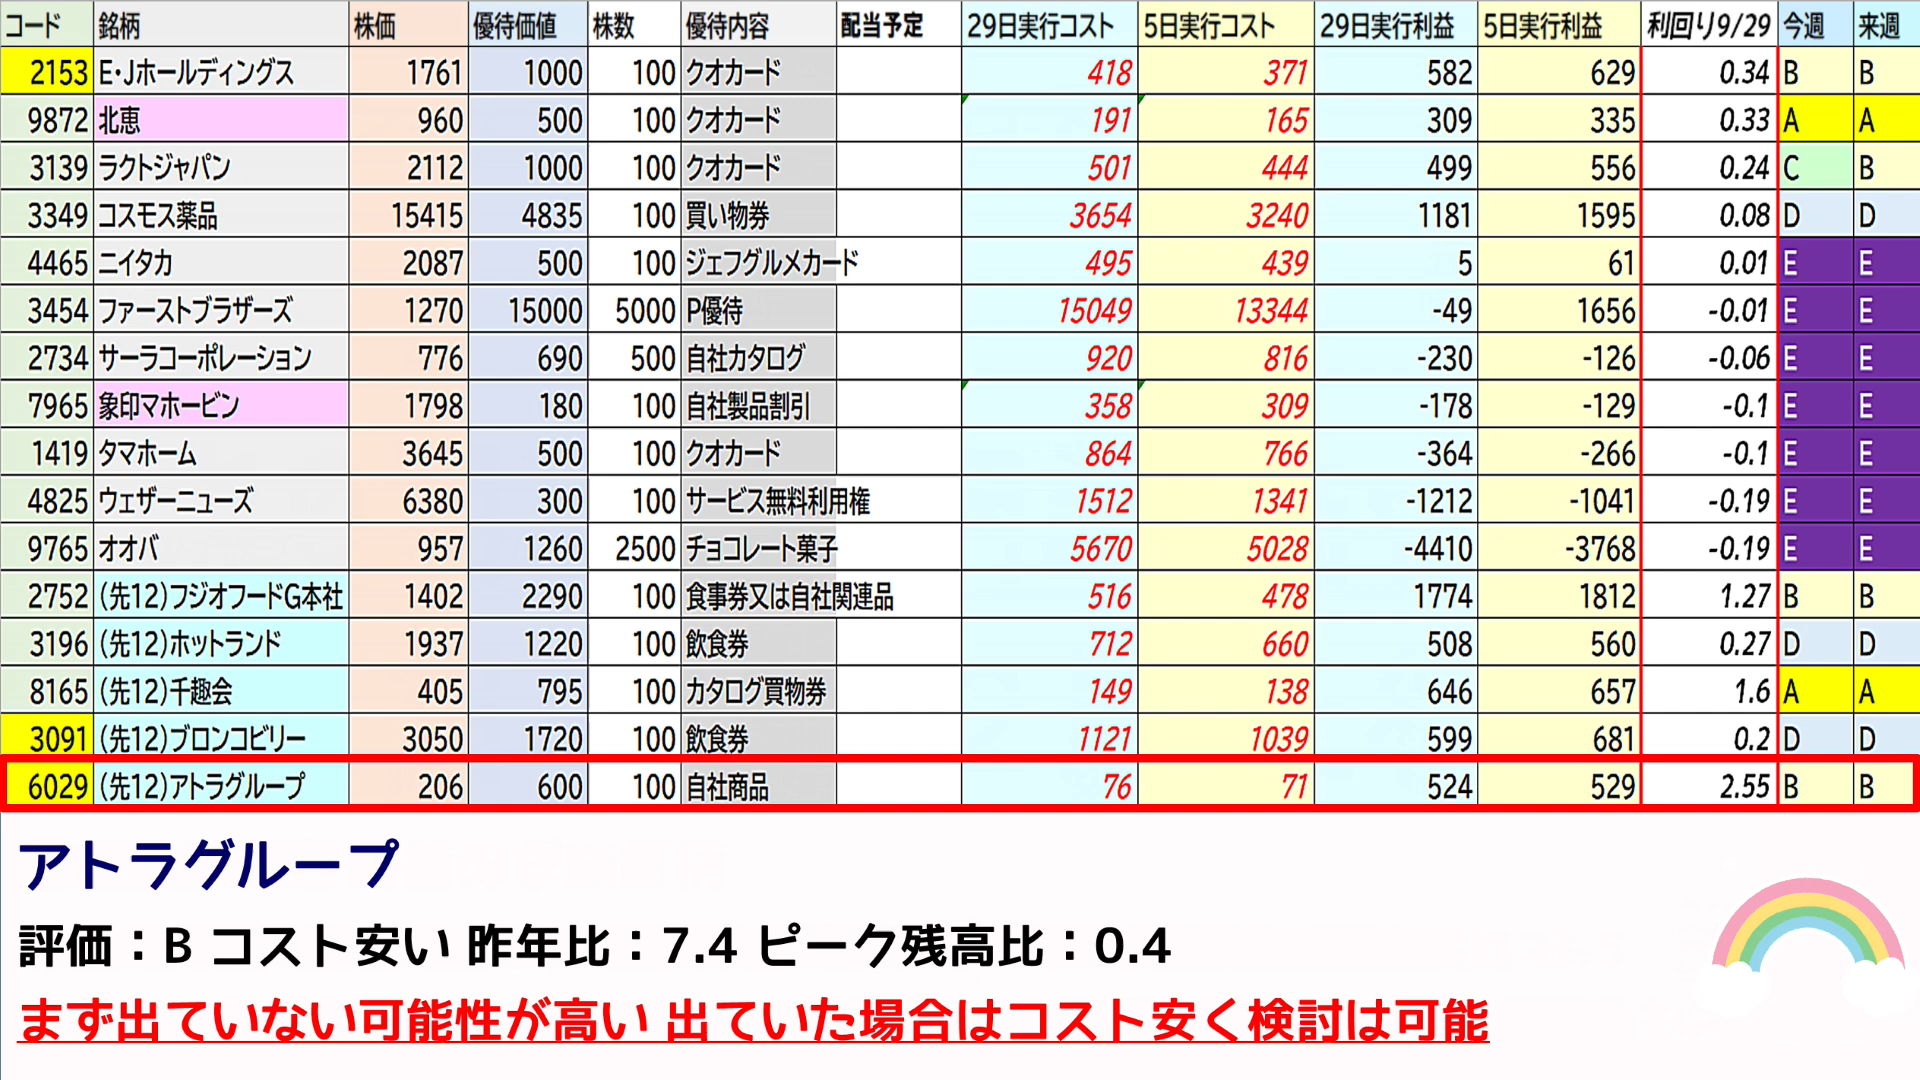 コード 銘柄 株価 優待価値 株数 優待内容 配当予定 29日実行コスト 5日実行コスト 29日実行利益 5日実行利益 利回り9/29 今週 来週
2153 E・Jホールディングス 1761 1000 100 クオカード 418 371 582 629 0.34 B B
9872 北恵 960 500 100 クオカード 191 165 309 335 0.33 A A
3139 ラクトジャパン 2112 1000 100 クオカード 501 444 499 556 0.24 C B
3349 コスモス薬品 15415 4835 100 買い物券 3654 3240 1181 1595 0.08 D D
4465 ニイタカ 2087 500 100 ジェフグルメカード 495 439 5 61 0.01 E E
3454 ファーストブラザーズ 1270 15000 5000 P優待 15049 13344 -49 1656 -0.01 E E
2734 サーラコーポレーション 776 690 500 自社カタログ 920 816 -230 -126 -0.06 E E
7965 象印マホービン 1798 180 100 自社製品割引 358 309 -178 -129 -0.1 E E
1419 タマホーム 3645 500 100 クオカード 864 766 -364 -266 -0.1 E E
4825 ウェザーニューズ 6380 300 100 サービス無料利用権 1512 1341 -1212 -1041 -0.19 E E
9765 オオバ 957 1260 2500 チョコレート菓子 5670 5028 -4410 -3768 -0.19 E E
2752 (先12)フジオフードG本社 1402 2290 100 食事券又は自社関連品 516 478 1774 1812 1.27 B B
3196 (先12)ホットランド 1937 1220 100 飲食券 712 660 508 560 0.27 D D
8165 (先12)千趣会 405 795 100 カタログ買物券 149 138 646 657 1.6 A A
3091 (先12)ブロンコビリー 3050 1720 100 飲食券 1121 1039 599 681 0.2 D D
6029 (先12)アトラグループ 206 600 100 自社商品 76 71 524 529 2.55 B B
アトラグループ
評価：B コスト安い 昨年比：7.4 ピーク残高比：0.4
まず出ていない可能性が高い 出ていた場合はコスト安く検討は可能